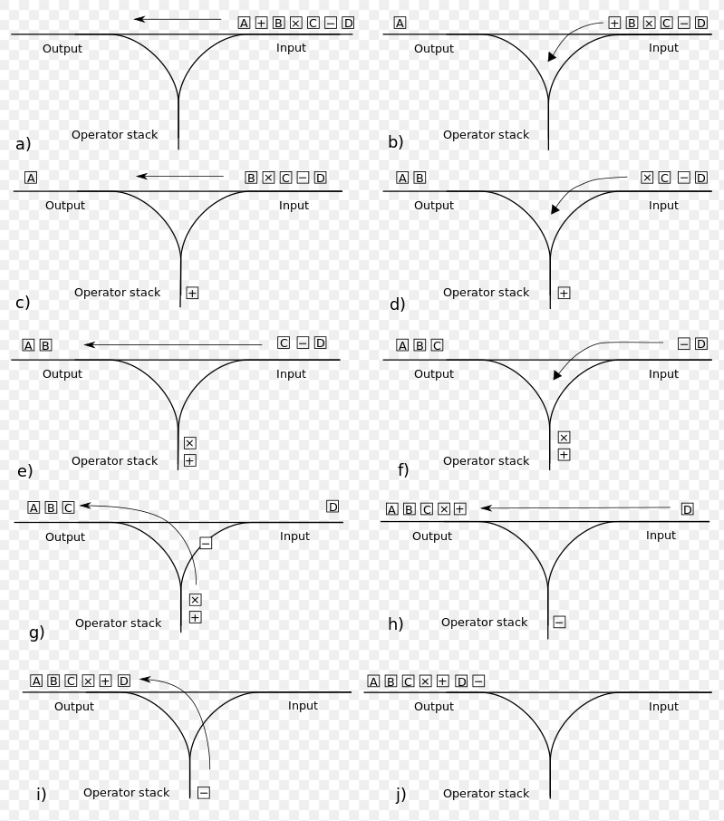 A + B × C − D
Output Input
Operator stack
a)
A + B × C − D
Output Input
Operator stack
b)
A B × C − D
Output Input
Operator stack +
c)
A B × C − D
Output Input
Operator stack +
d)
A B C − D
Output Input
×
Operator stack +
e)
A B C − D
Output Input
×
Operator stack +
f)
A B C D
Output − Input
×
Operator stack +
g)
A B C × + D
Output Input
Operator stack −
h)
A B C × + D
Output Input
Operator stack −
i)
A B C × + D −
Output Input
Operator stack
j)